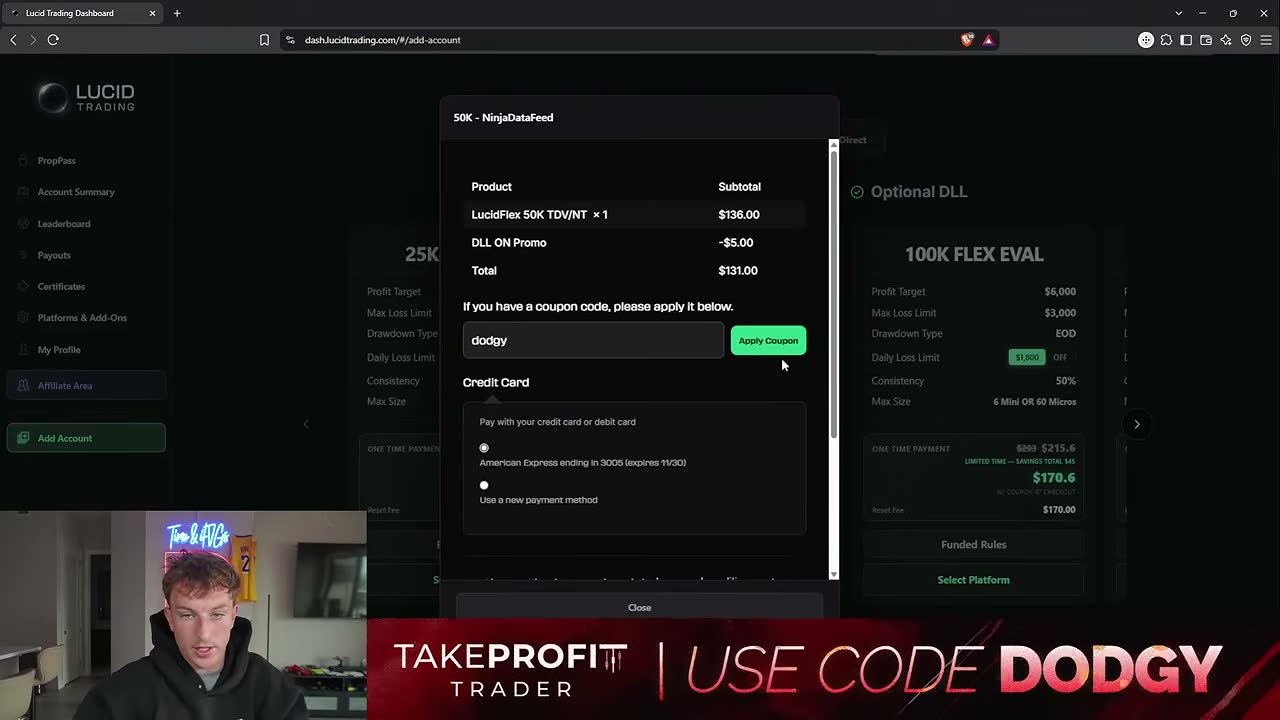 Lucid Trading Dashboard
dash.lucidtrading.com/#/add-account
LUCID
TRADING
PropPass
Account Summary
Leaderboard
Payouts
Certificates
Platforms & Add-Ons
My Profile
Affiliate Area
Add Account
50K - NinjaDataFeed
Product Subtotal
LucidFlex 50K TDV/NT × 1 $136.00
DLL ON Promo -$5.00
Total $131.00
If you have a coupon code, please apply it below.
dodgy
Apply Coupon
Credit Card
Pay with your credit card or debit card
American Express ending in 3005 (expires 11/30)
Use a new payment method
Close
Direct
Optional DLL
25K
Profit Target
Max Loss Limit
Drawdown Type
Daily Loss Limit
Consistency
Max Size
ONE TIME PAYMENT
Reset Fee
100K FLEX EVAL
Profit Target $6,000
Max Loss Limit $3,000
Drawdown Type EOD
Daily Loss Limit $1,800 OFF
Consistency 50%
Max Size 6 Mini OR 60 Micros
ONE TIME PAYMENT $293 $215.6
LIMITED TIME — SAVINGS TOTAL $45
$170.6
W/ COUPON AT CHECKOUT
Reset Fee $170.00
Funded Rules
Select Platform
TAKEPROFIT
TRADER
USE CODE DODGY